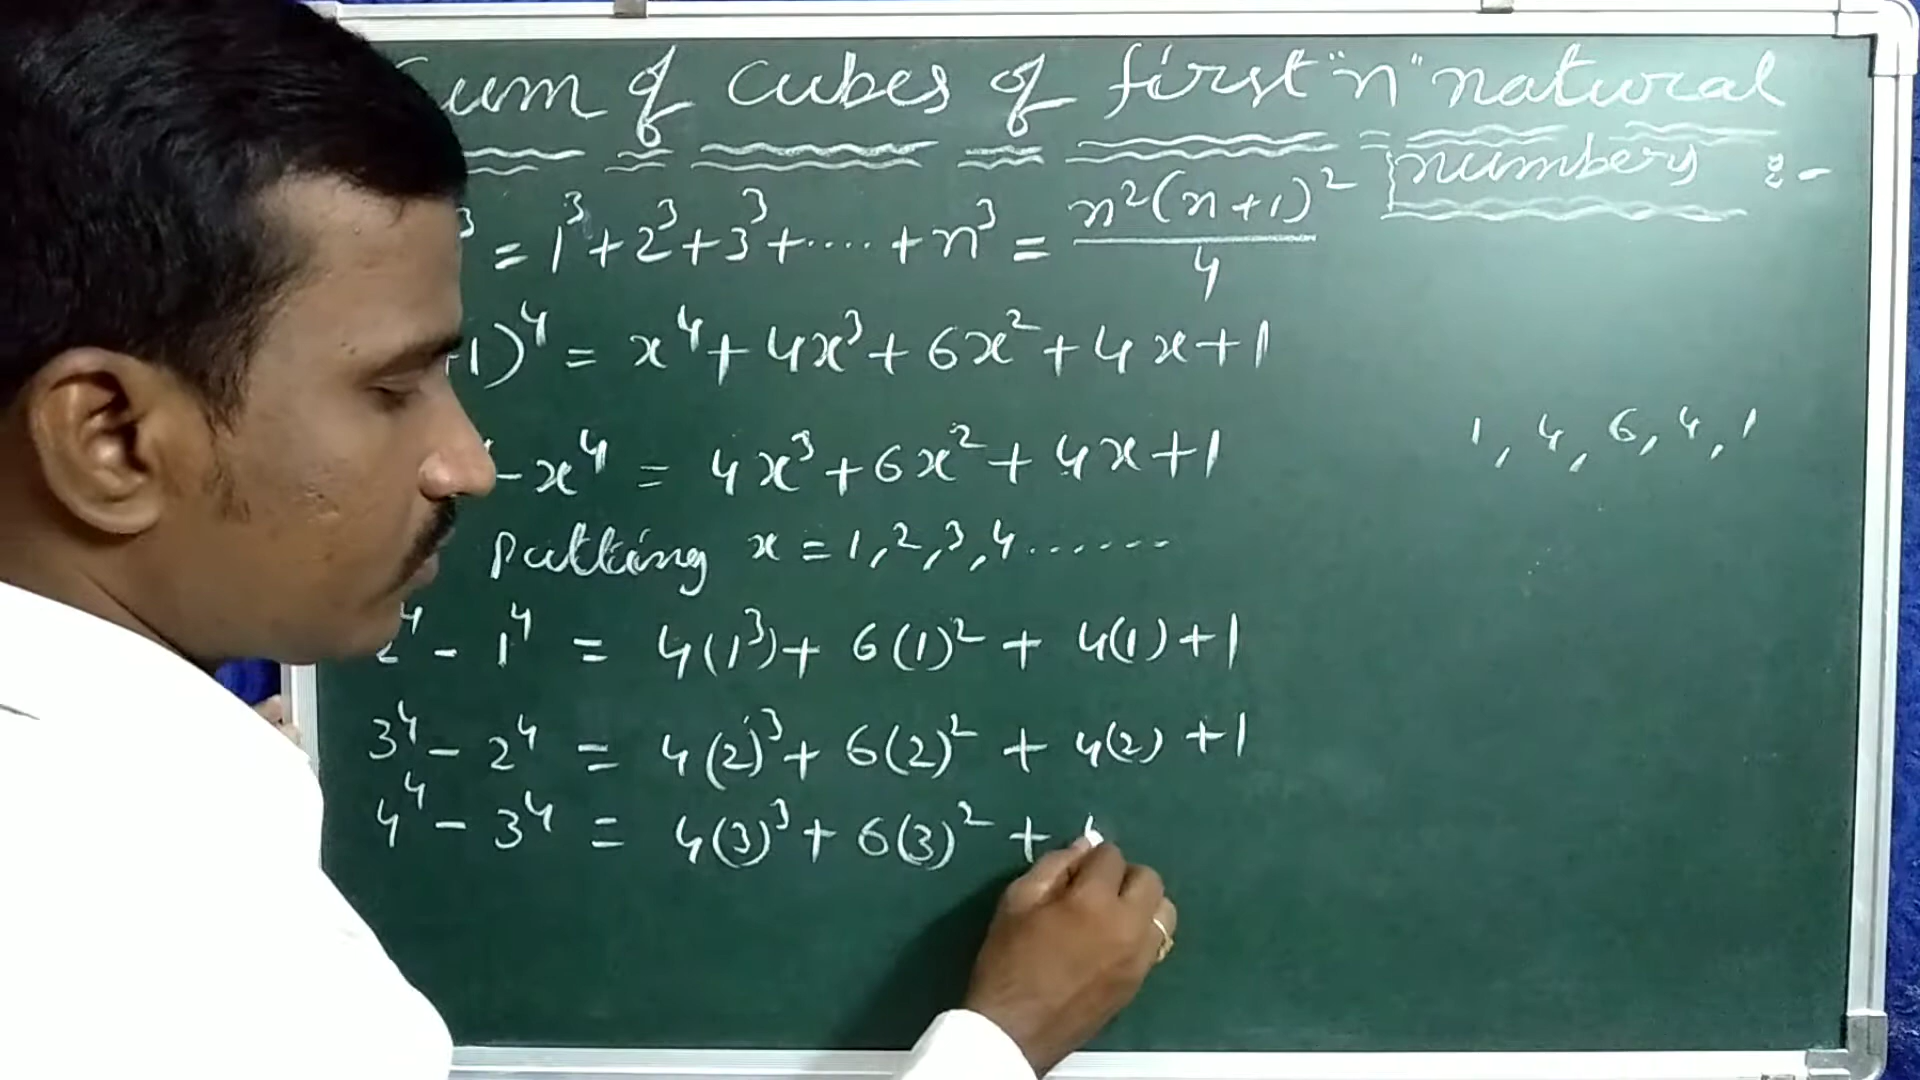 Sum of cubes of first "n" natural
numbers :-
³ = 1³ + 2³ + 3³ + ..... + n³ = n²(n+1)²/4
+1)⁴ = x⁴ + 4x³ + 6x² + 4x + 1
- x⁴ = 4x³ + 6x² + 4x + 1
1, 4, 6, 4, 1
Putting x = 1, 2, 3, 4 ......
2⁴ - 1⁴ = 4(1³) + 6(1)² + 4(1) + 1
3⁴ - 2⁴ = 4(2)³ + 6(2)² + 4(2) + 1
4⁴ - 3⁴ = 4(3)³ + 6(3)² +